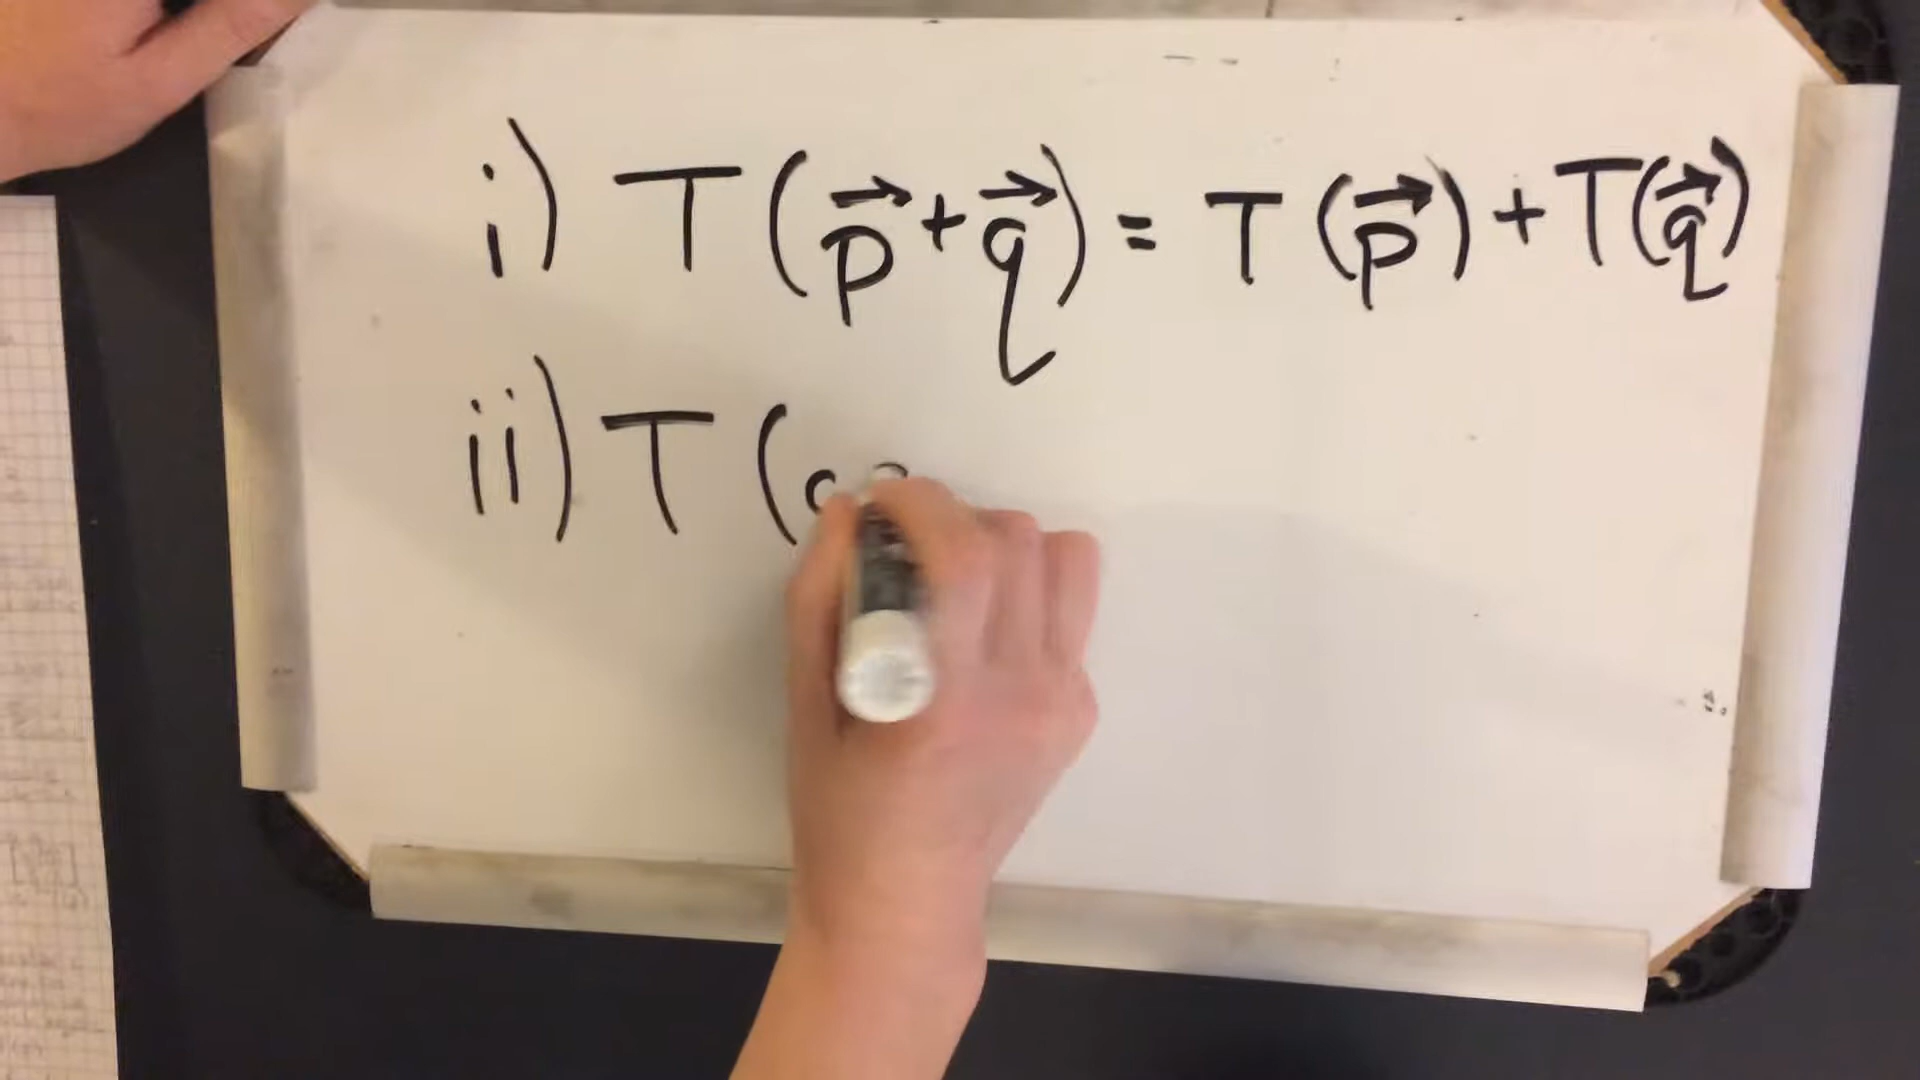 i) T(p⃗+q⃗) = T(p⃗)+T(q⃗)
ii) T(c